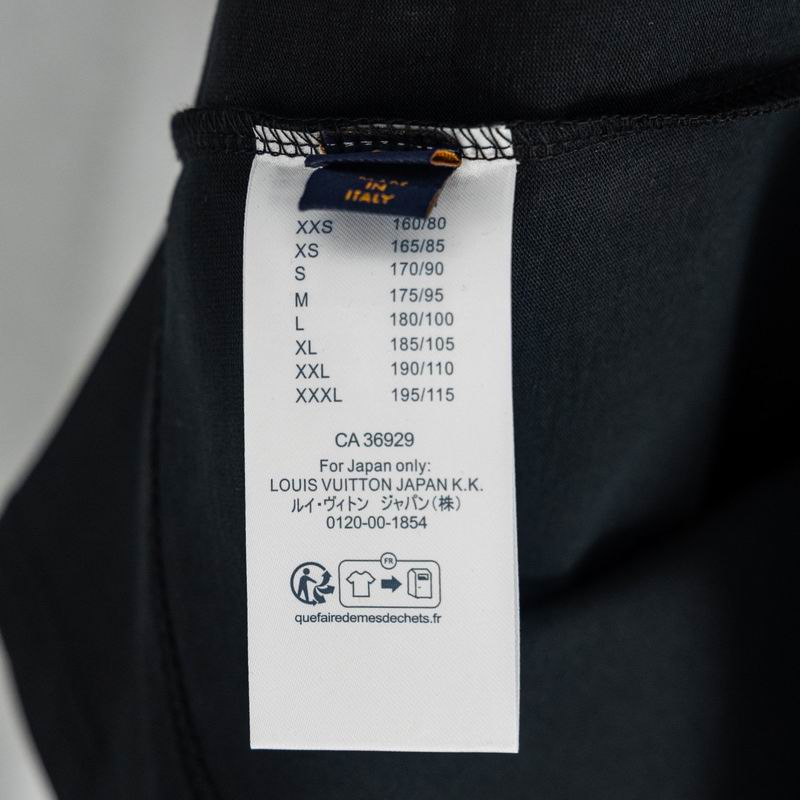 IN
ITALY
XXS 160/80
XS 165/85
S 170/90
M 175/95
L 180/100
XL 185/105
XXL 190/110
XXXL 195/115
CA 36929
For Japan only:
LOUIS VUITTON JAPAN K.K.
ルイ・ヴィトン ジャパン(株)
0120-00-1854
FR
quefairedemesdechets.fr